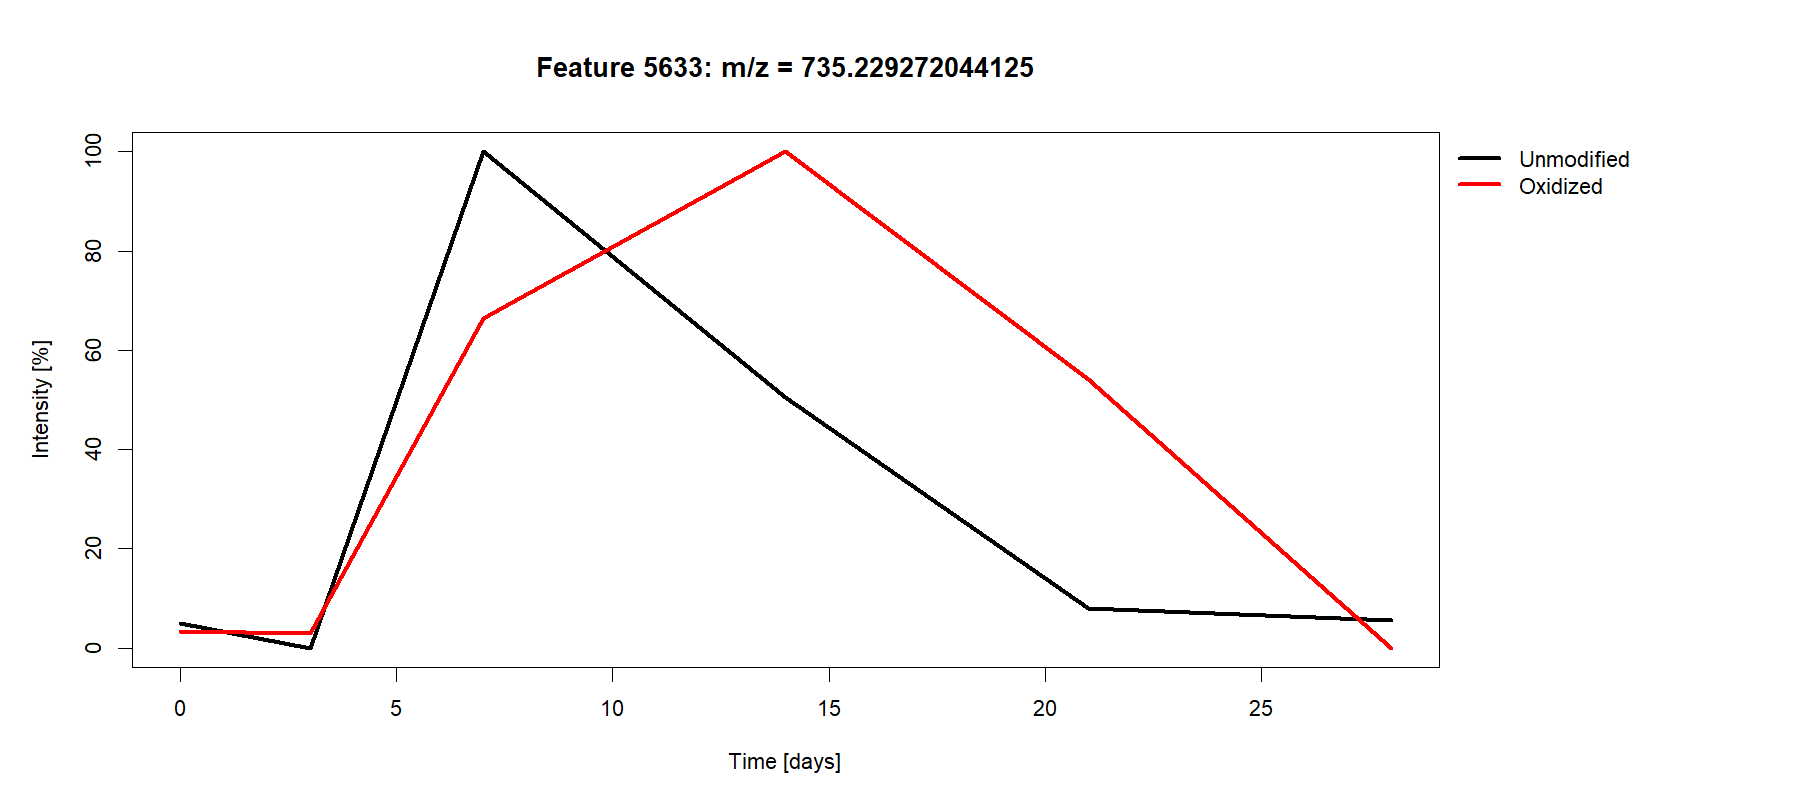 Feature 5633: m/z = 735.229272044125
Unmodified
Oxidized
Intensity [%]
100
80
60
40
20
0
0 5 10 15 20 25
Time [days]